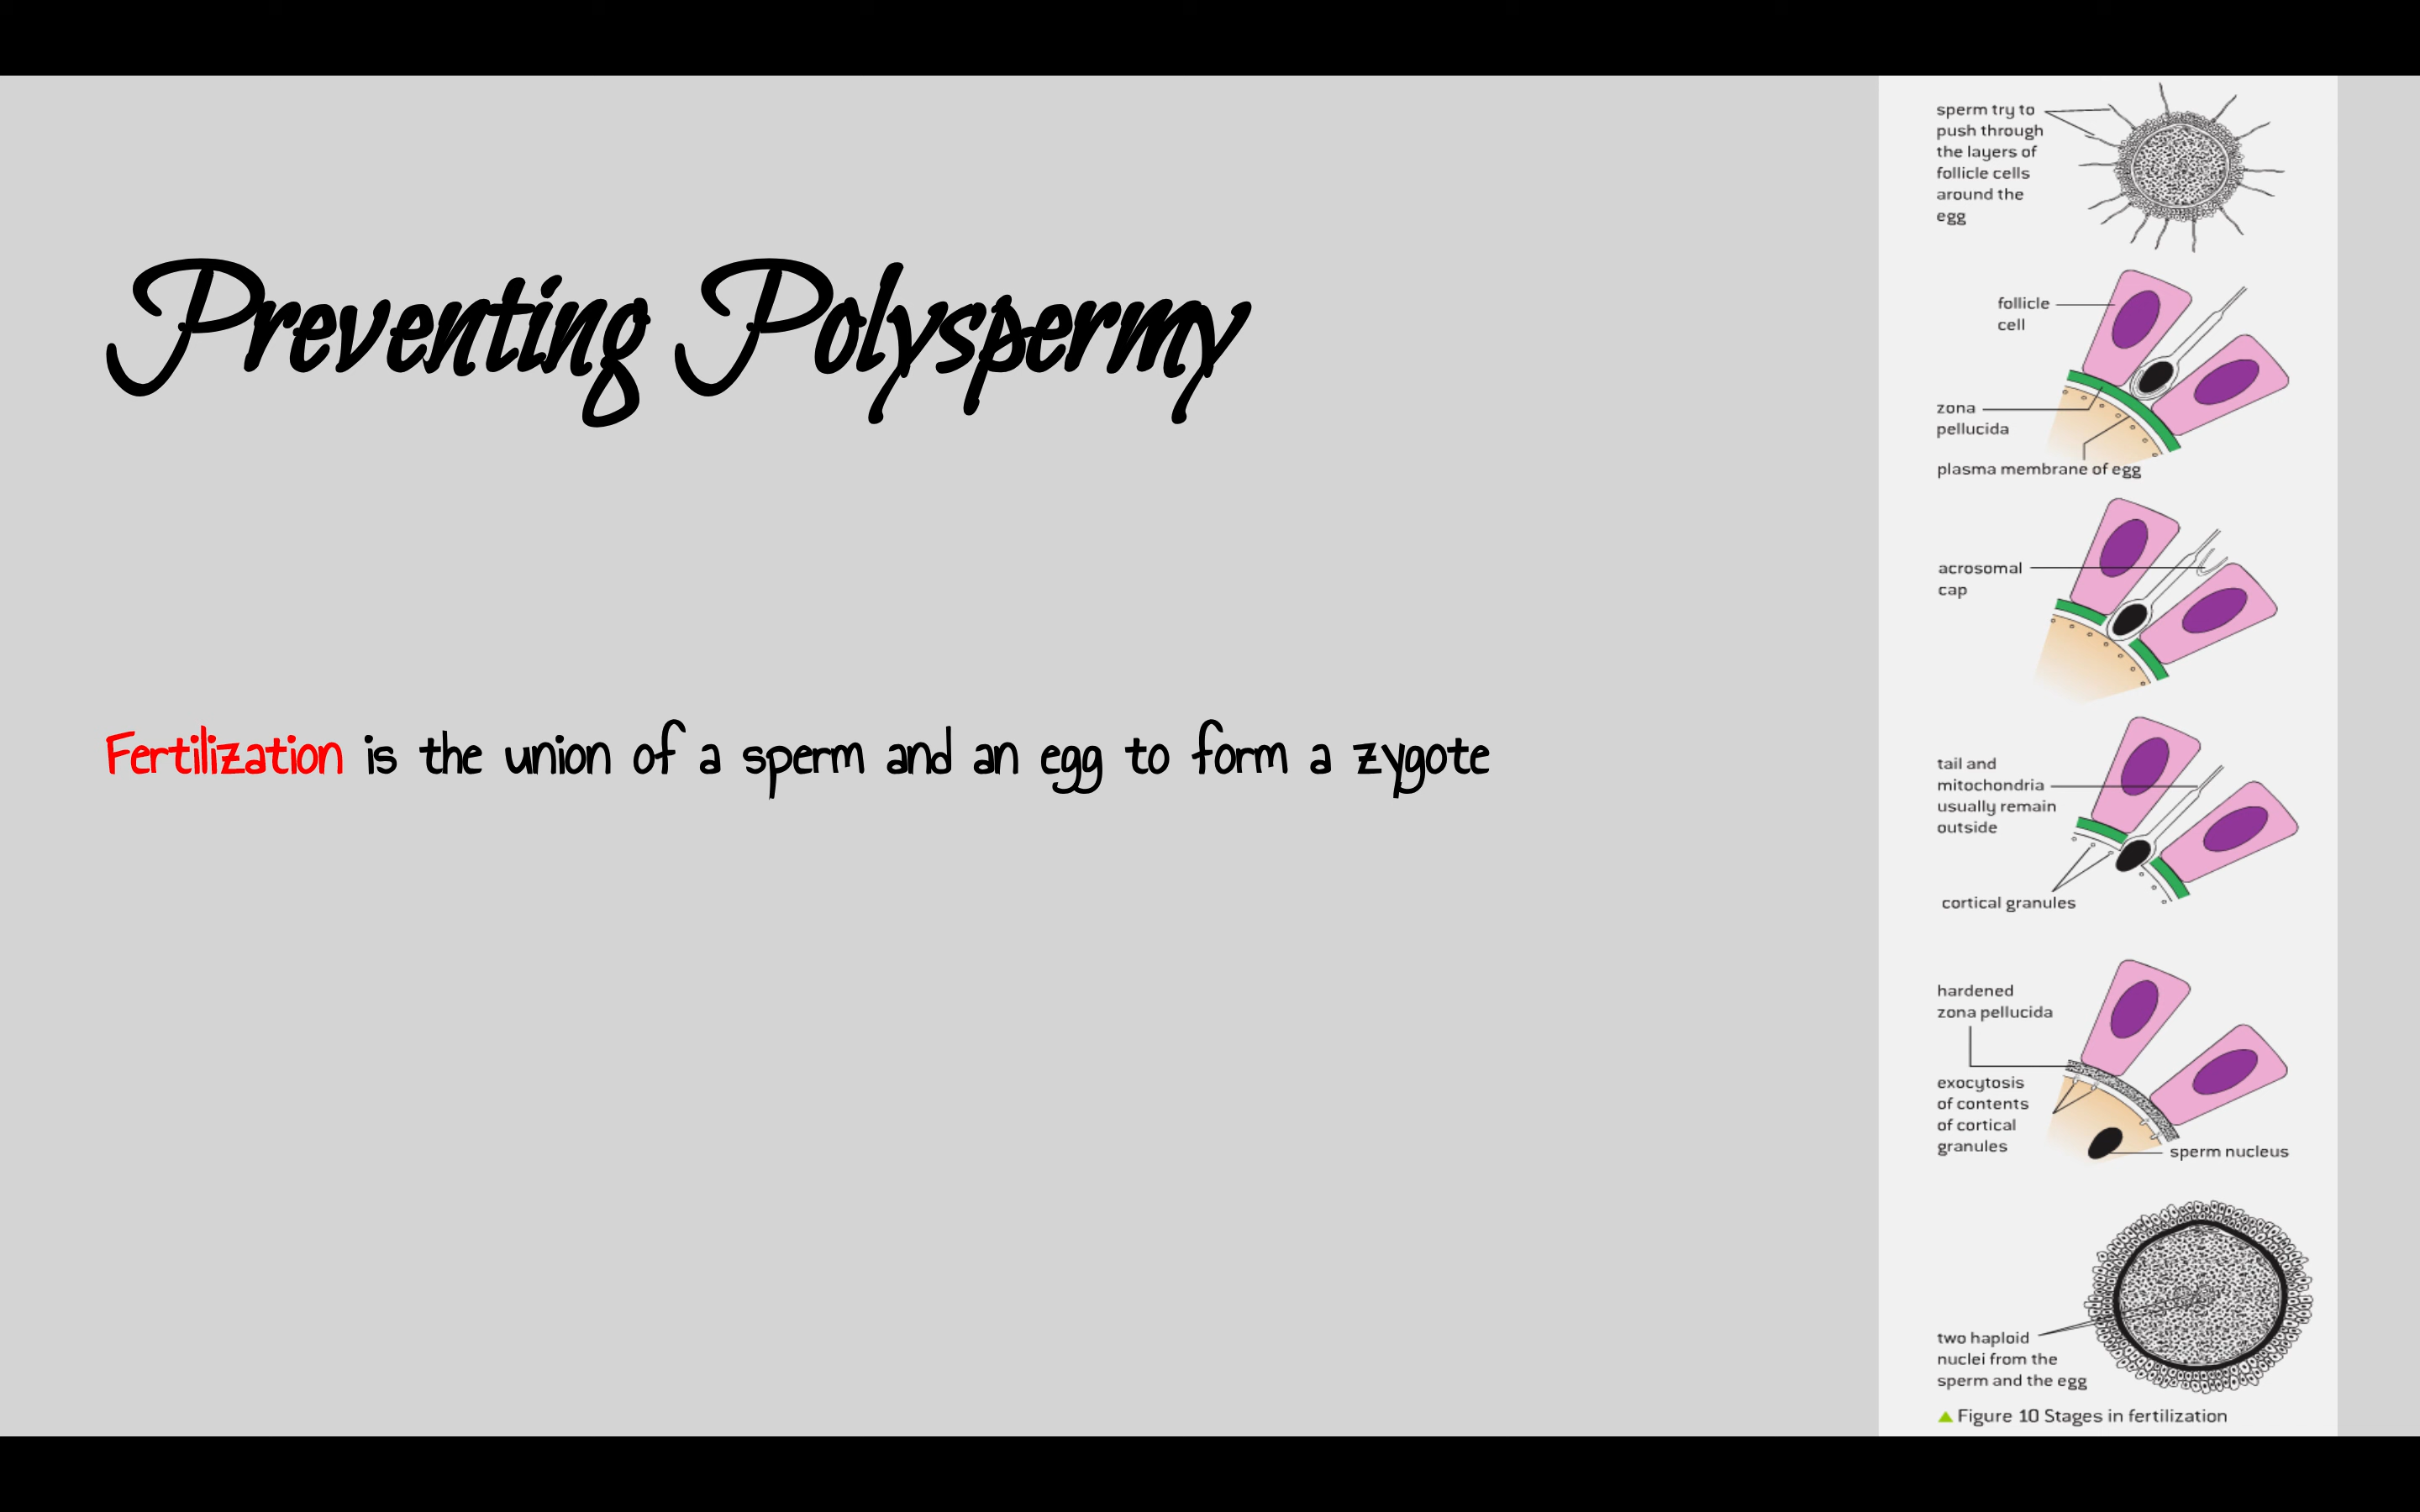 Preventing Polyspermy
Fertilization is the union of a sperm and an egg to form a zygote
sperm try to
push through
the layers of
follicle cells
around the
egg
follicle
cell
zona
pellucida
plasma membrane of egg
acrosomal
cap
tail and
mitochondria
usually remain
outside
cortical granules
hardened
zona pellucida
exocytosis
of contents
of cortical
granules
sperm nucleus
two haploid
nuclei from the
sperm and the egg
▲ Figure 10 Stages in fertilization